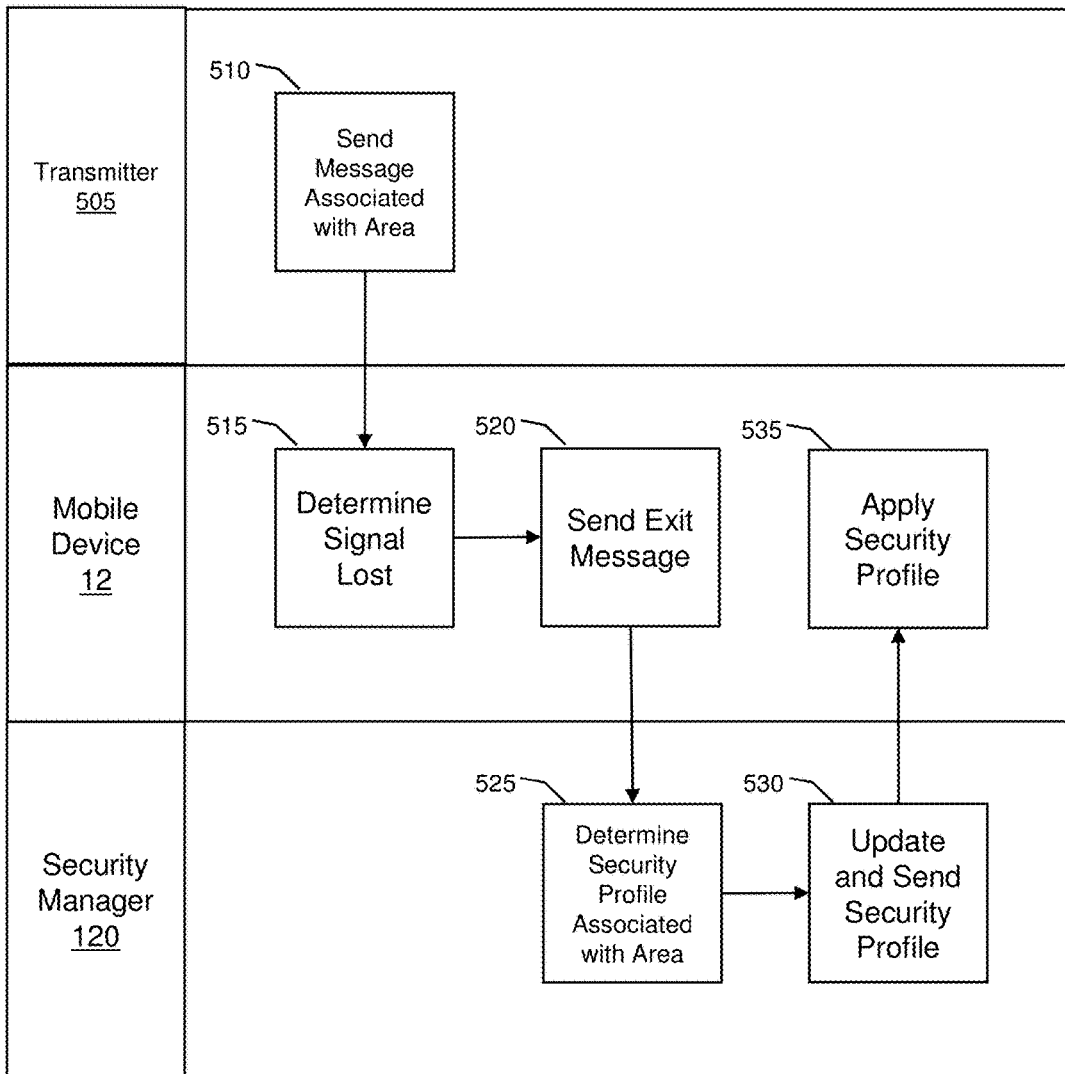 Transmitter
505
510
Send
Message
Associated
with Area
Mobile
Device
12
515
Determine
Signal
Lost
520
Send Exit
Message
535
Apply
Security
Profile
Security
Manager
120
525
Determine
Security
Profile
Associated
with Area
530
Update
and Send
Security
Profile